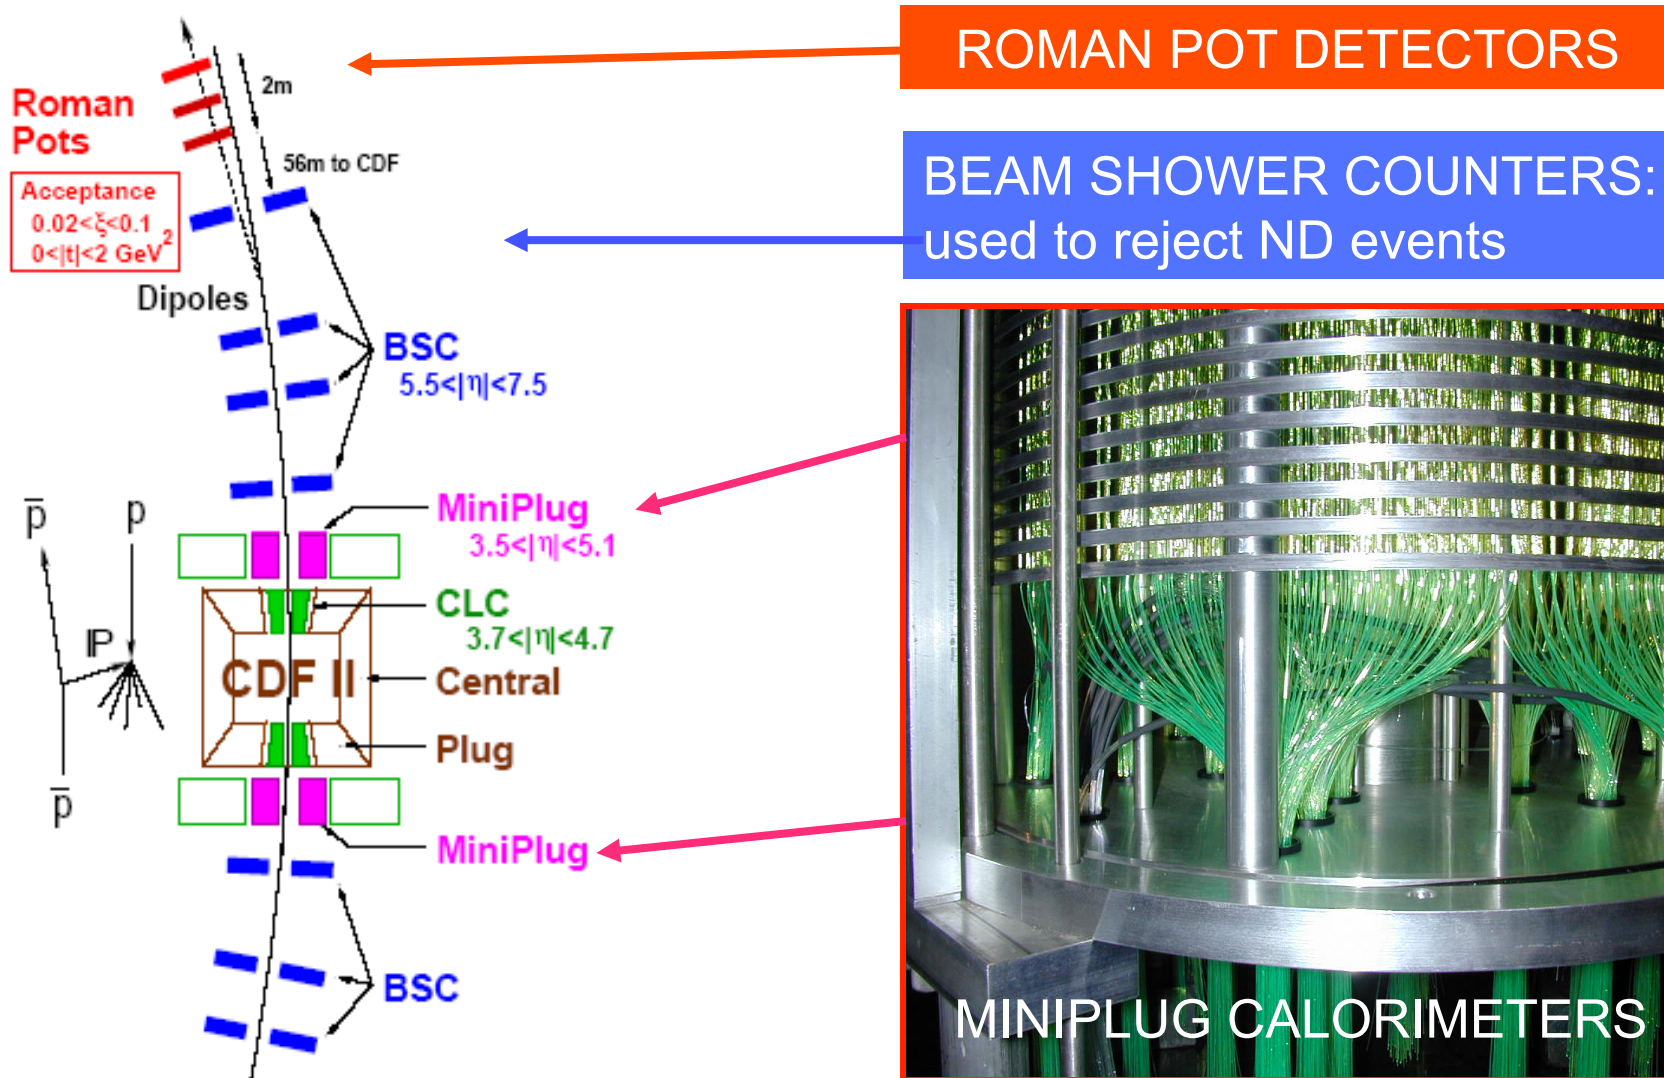 ROMAN POT DETECTORS
BEAM SHOWER COUNTERS:
used to reject ND events
2m
Roman
Pots
56m to CDF
Acceptance
0.02<ξ<0.1
0<|t|<2 GeV²
Dipoles
BSC
5.5<|η|<7.5
MiniPlug
3.5<|η|<5.1
p̅
p
CLC
3.7<|η|<4.7
IP
CDF II
Central
Plug
p̅
MiniPlug
BSC
MINIPLUG CALORIMETERS